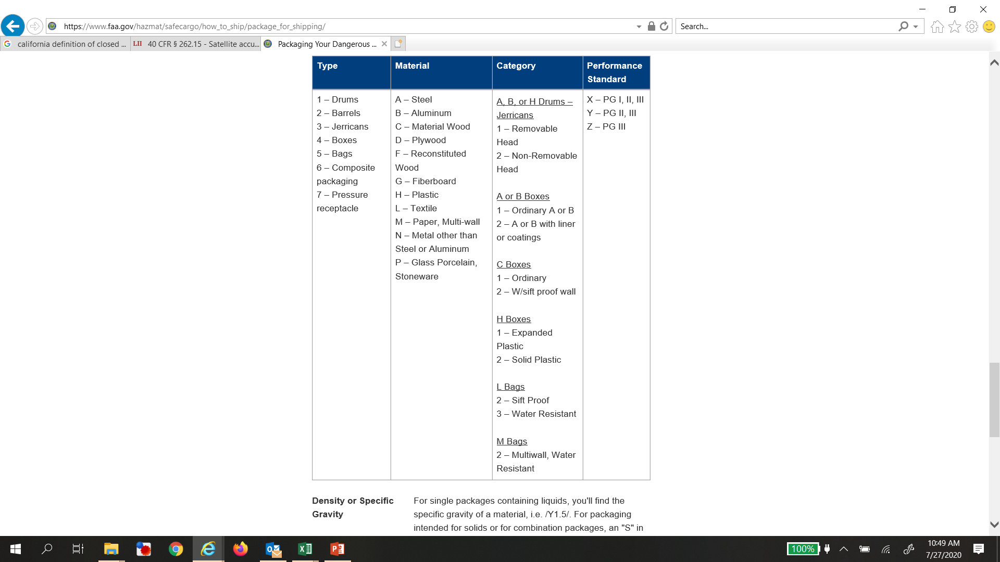 https://www.faa.gov/hazmat/safecargo/how_to_ship/package_for_shipping/
Search...
california definition of closed ...
LII 40 CFR § 262.15 - Satellite accu...
Packaging Your Dangerous ...
Type
Material
Category
Performance
Standard
1 – Drums
2 – Barrels
3 – Jerricans
4 – Boxes
5 – Bags
6 – Composite
packaging
7 – Pressure
receptacle
A – Steel
B – Aluminum
C – Material Wood
D – Plywood
F – Reconstituted
Wood
G – Fiberboard
H – Plastic
L – Textile
M – Paper, Multi-wall
N – Metal other than
Steel or Aluminum
P – Glass Porcelain,
Stoneware
A, B, or H Drums –
Jerricans
1 – Removable
Head
2 – Non-Removable
Head
A or B Boxes
1 – Ordinary A or B
2 – A or B with liner
or coatings
C Boxes
1 – Ordinary
2 – W/sift proof wall
H Boxes
1 – Expanded
Plastic
2 – Solid Plastic
L Bags
2 – Sift Proof
3 – Water Resistant
M Bags
2 – Multiwall, Water
Resistant
X – PG I, II, III
Y – PG II, III
Z – PG III
Density or Specific
Gravity
For single packages containing liquids, you'll find the
specific gravity of a material, i.e. /Y1.5/. For packaging
intended for solids or for combination packages, an "S" in
100%
10:49 AM
7/27/2020